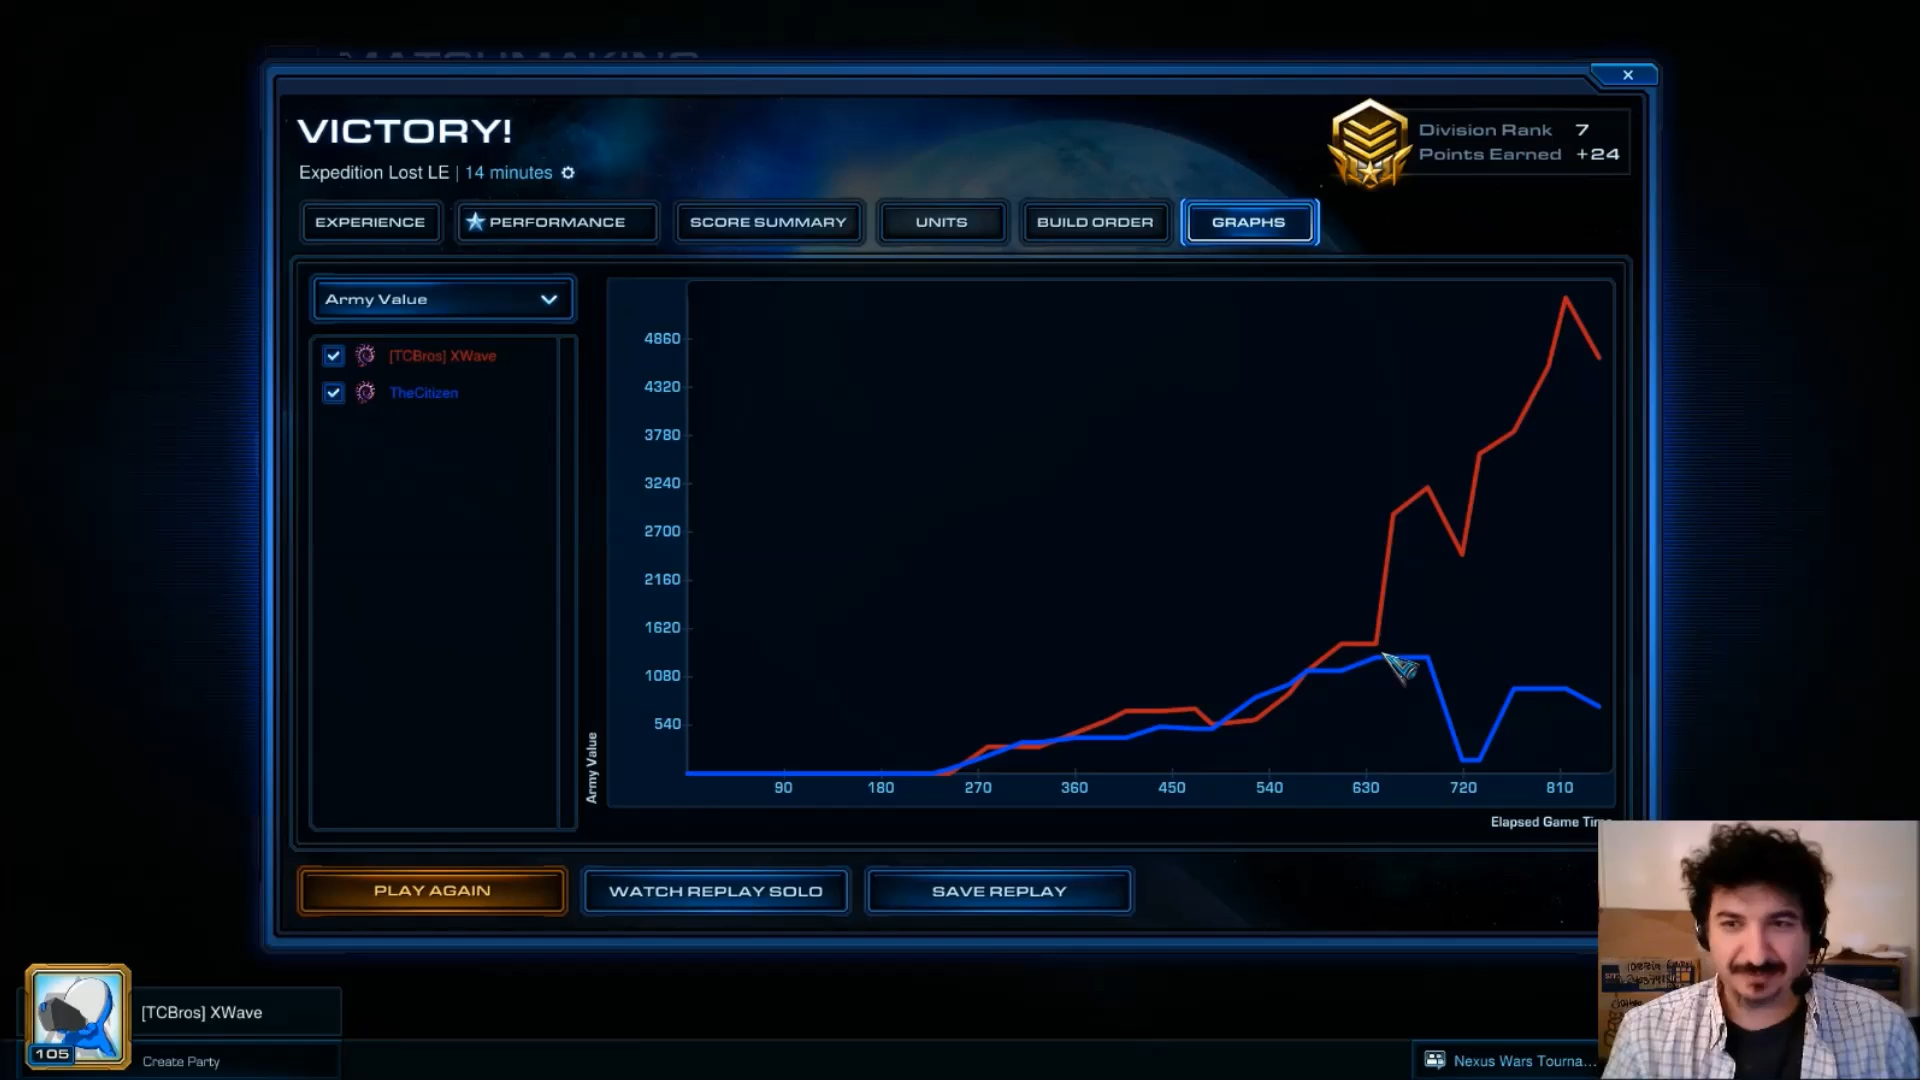 VICTORY!
Expedition Lost LE | 14 minutes
Division Rank 7
Points Earned +24
EXPERIENCE
PERFORMANCE
SCORE SUMMARY
UNITS
BUILD ORDER
GRAPHS
Army Value
[TCBros] XWave
TheCitizen
4860
4320
3780
3240
2700
2160
1620
1080
540
Army Value
90 180 270 360 450 540 630 720 810
Elapsed Game Tim
PLAY AGAIN
WATCH REPLAY SOLO
SAVE REPLAY
105
[TCBros] XWave
Create Party
Nexus Wars Tourna...